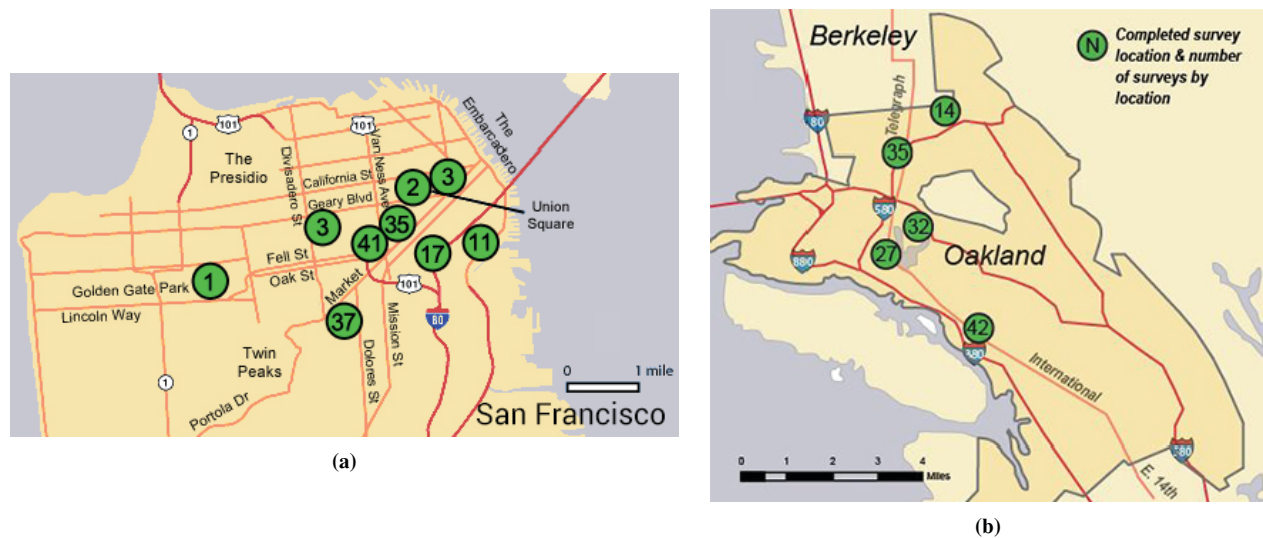 101
1
101
The
Embarcadero
The
Presidio
Divisadero St
Van Ness Ave
California St
Geary Blvd
3
2
Union
Square
3
35
41
17
11
Fell St
Oak St
Golden Gate Park
1
Lincoln Way
Market
101
80
37
Mission St
Dolores St
Twin
Peaks
1
Portola Dr
0
1 mile
San Francisco
(a)
Berkeley
N
Completed survey
location & number
of surveys by
location
Telegraph
80
14
35
580
32
27
Oakland
880
42
International
E. 14th
0
1
2
3
4
Miles
(b)